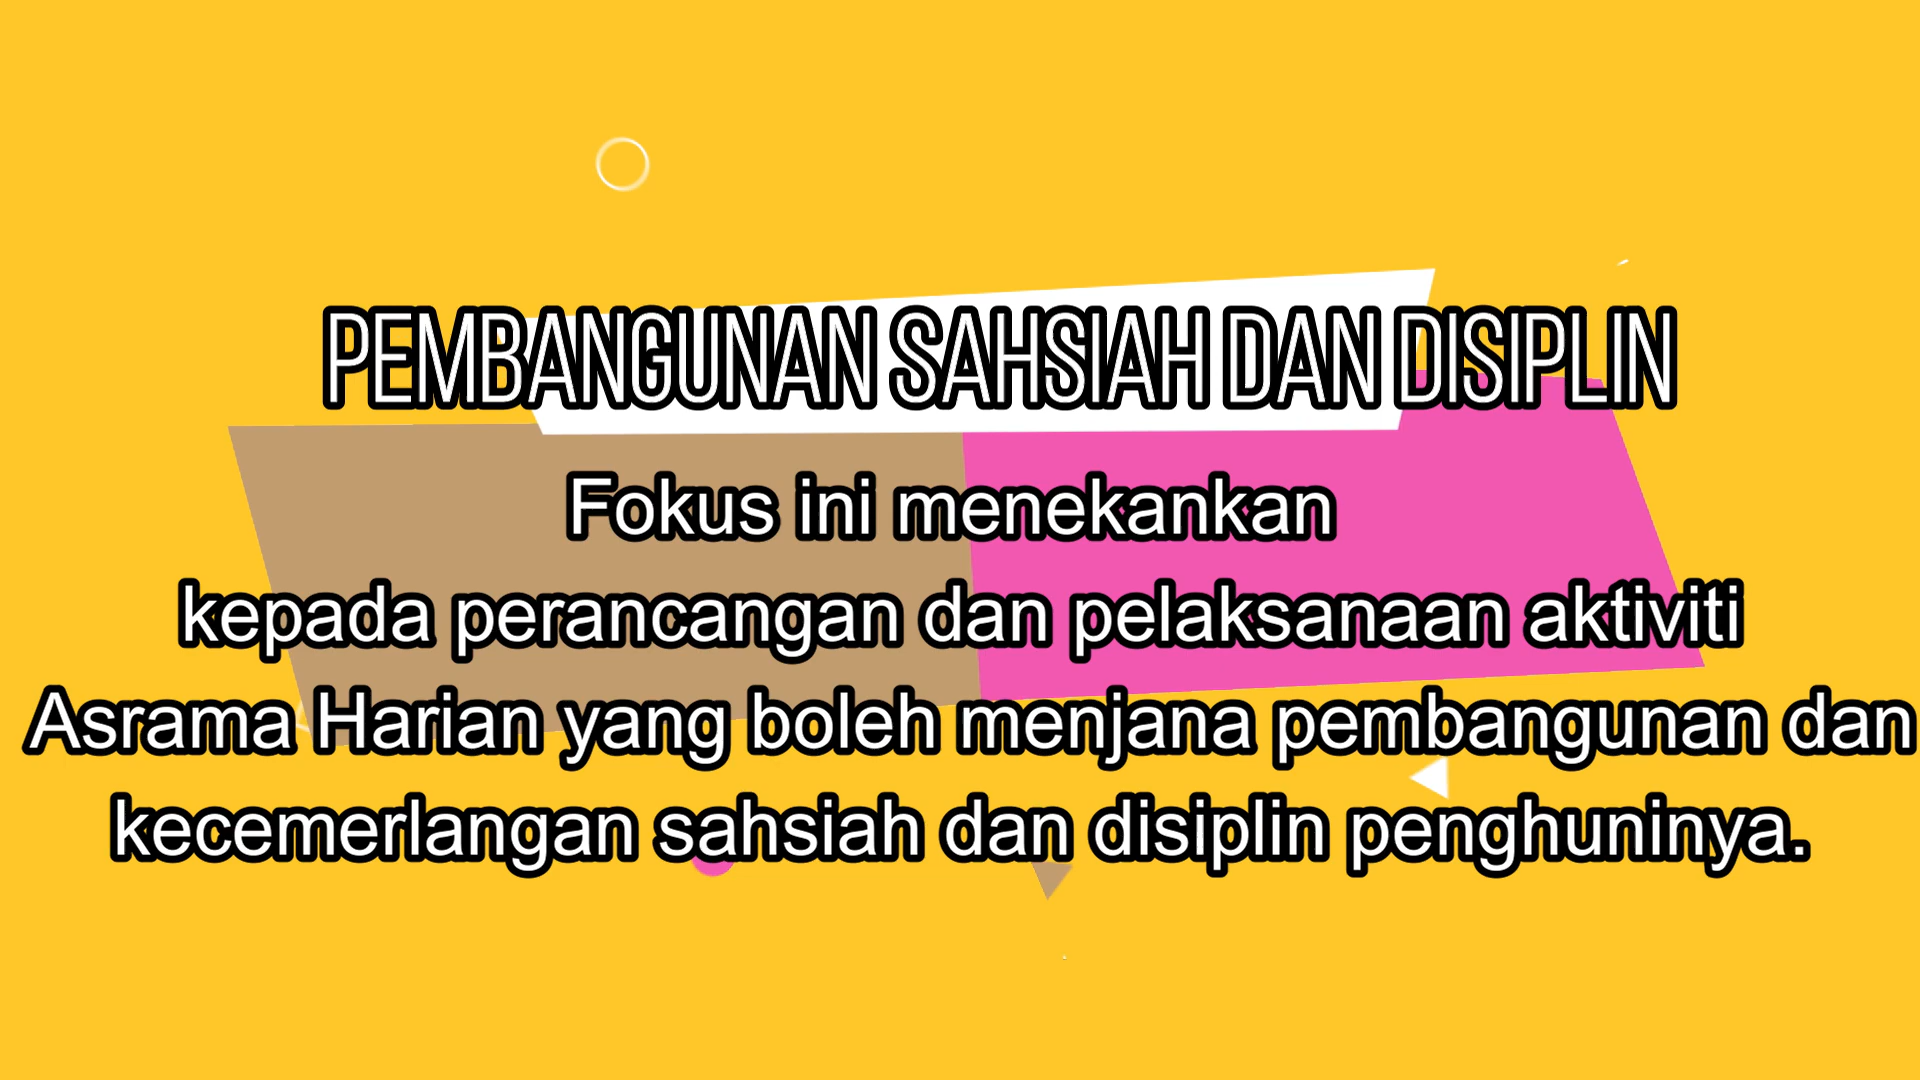 PEMBANGUNAN SAHSIAH DAN DISIPLIN
Fokus ini menekankan
kepada perancangan dan pelaksanaan aktiviti
Asrama Harian yang boleh menjana pembangunan dan
kecemerlangan sahsiah dan disiplin penghuninya.